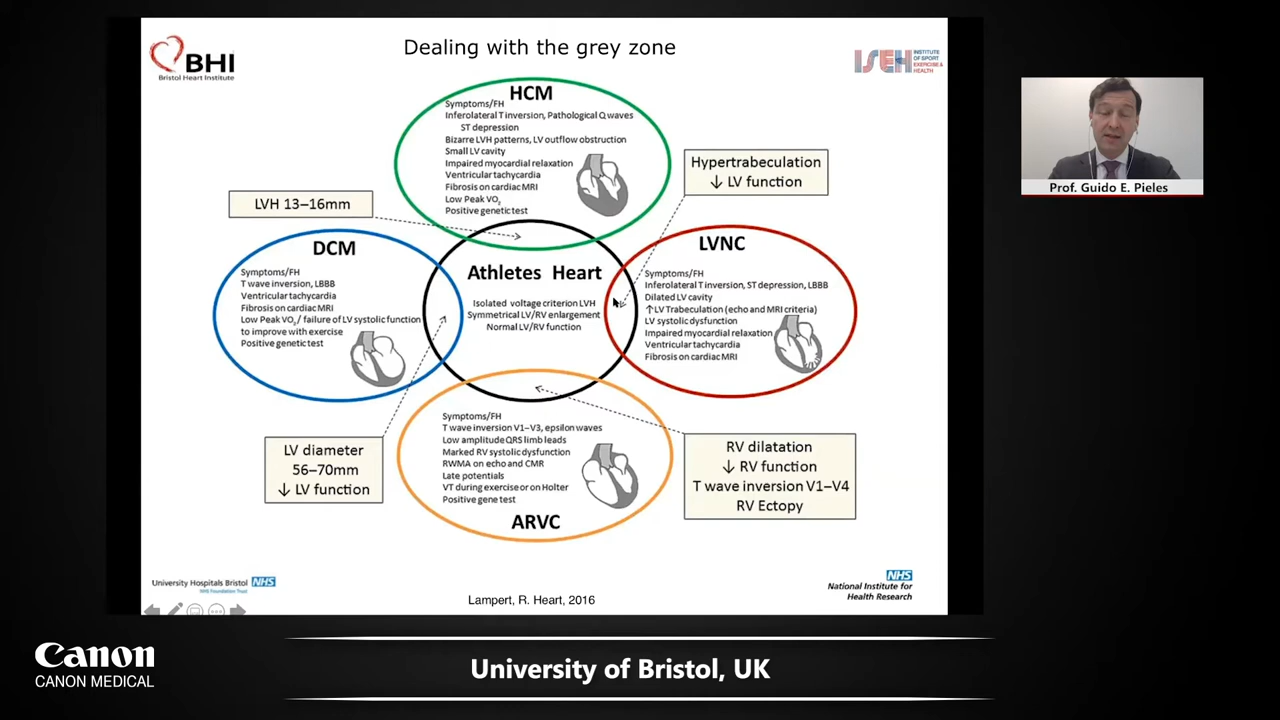 Dealing with the grey zone
BHI
Bristol Heart Institute
ISEH
INSTITUTE
OF SPORT
EXERCISE &
HEALTH
HCM
Symptoms/FH
Inferolateral T inversion, Pathological Q waves
ST depression
Bizarre LVH patterns, LV outflow obstruction
Small LV cavity
Impaired myocardial relaxation
Ventricular tachycardia
Fibrosis on cardiac MRI
Low Peak VO2
Positive genetic test
Hypertrabeculation
↓ LV function
Prof. Guido E. Pieles
LVH 13–16mm
DCM
Symptoms/FH
T wave inversion, LBBB
Ventricular tachycardia
Fibrosis on cardiac MRI
Low Peak VO2/ failure of LV systolic function
to improve with exercise
Positive genetic test
Athletes Heart
Isolated voltage criterion LVH
Symmetrical LV/RV enlargement
Normal LV/RV function
LVNC
Symptoms/FH
Inferolateral T inversion, ST depression, LBBB
Dilated LV cavity
↑LV Trabeculation (echo and MRI criteria)
LV systolic dysfunction
Impaired myocardial relaxation
Ventricular tachycardia
Fibrosis on cardiac MRI
LV diameter
56–70mm
↓ LV function
Symptoms/FH
T wave inversion V1–V3, epsilon waves
Low amplitude QRS limb leads
Marked RV systolic dysfunction
RWMA on echo and CMR
Late potentials
VT during exercise or on Holter
Positive gene test
ARVC
RV dilatation
↓ RV function
T wave inversion V1–V4
RV Ectopy
University Hospitals Bristol NHS
NHS Foundation Trust
Lampert, R. Heart, 2016
NHS
National Institute for
Health Research
Canon
CANON MEDICAL
University of Bristol, UK